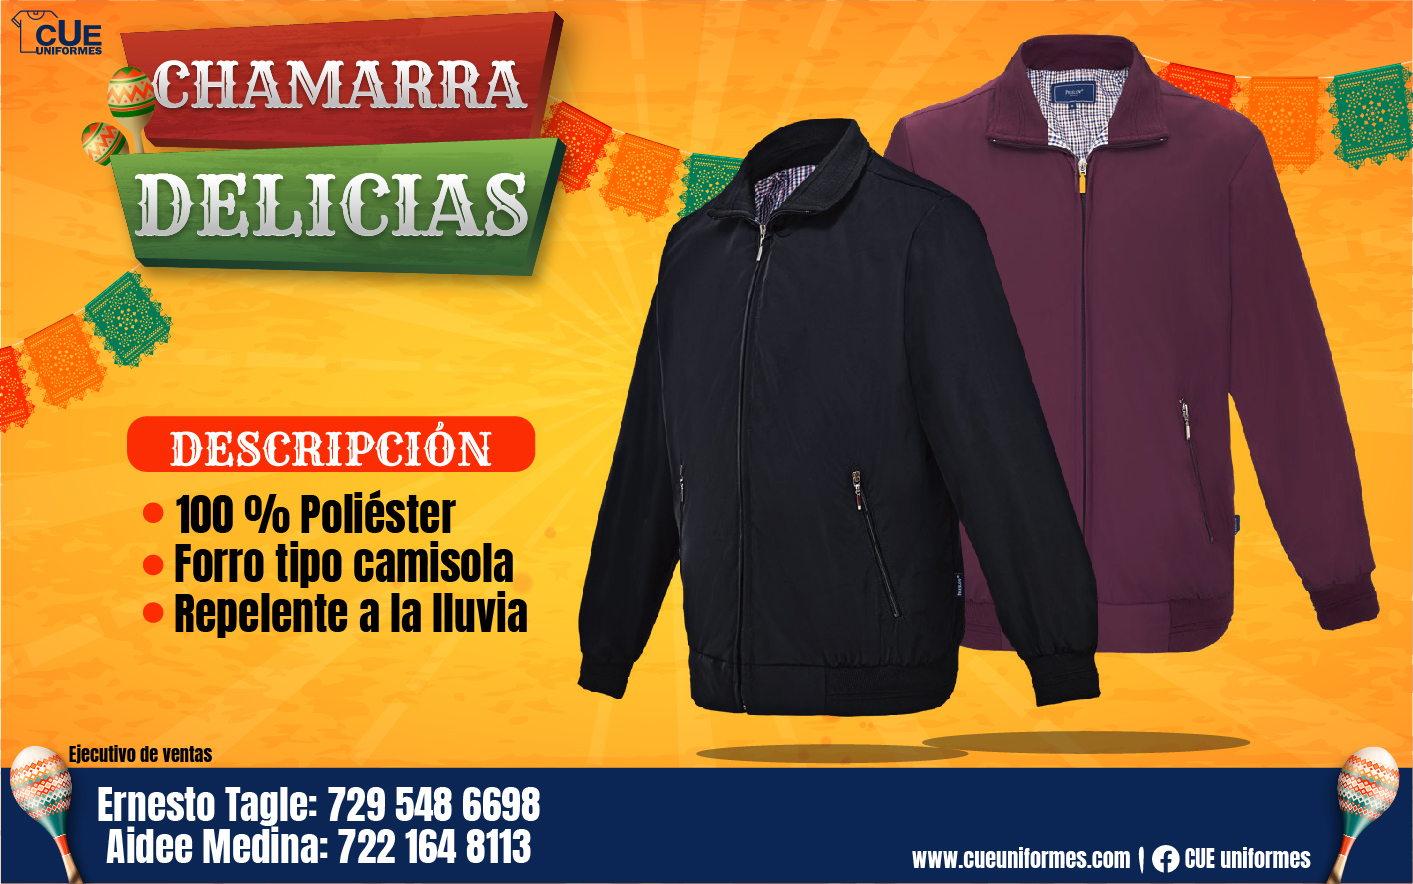 CUE
UNIFORMES
CHAMARRA
DELICIAS
DESCRIPCIÓN
100 % Poliéster
Forro tipo camisola
Repelente a la lluvia
Ejecutivo de ventas
Ernesto Tagle: 729 548 6698
Aidee Medina: 722 164 8113
www.cueuniformes.com | CUE uniformes